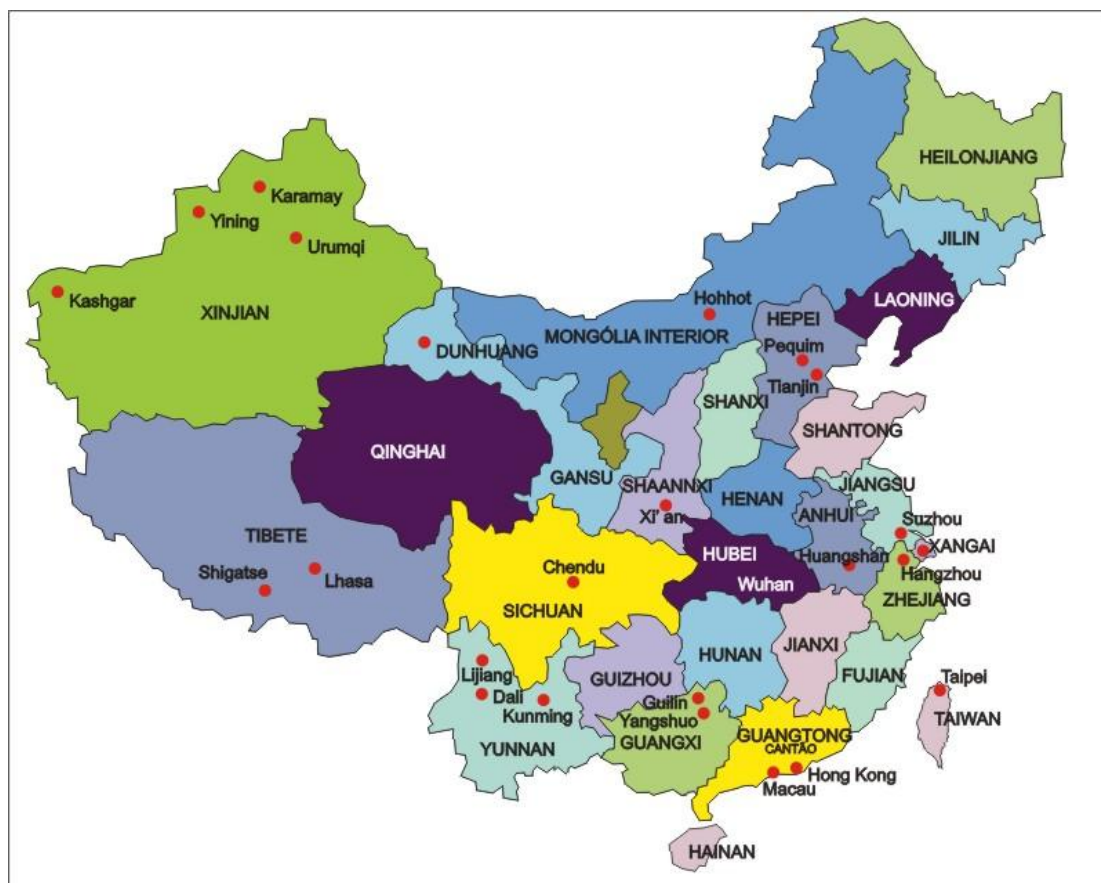 HEILONJIANG
Karamay
Yining
Urumqi
JILIN
Kashgar
LAONING
XINJIAN
Hohhot
HEPEI
MONGÓLIA INTERIOR
DUNHUANG
Pequim
Tianjin
SHANXI
SHANTONG
QINGHAI
GANSU
SHAANNXI
JIANGSU
HENAN
ANHUI
Xi' an
Suzhou
TIBETE
HUBEI
Huangshan
XANGAI
Shigatse
Lhasa
Chendu
Wuhan
Hangzhou
SICHUAN
ZHEJIANG
HUNAN
JIANXI
Lijiang
GUIZHOU
FUJIAN
Taipei
Dali
Kunming
Guilin
Yangshuo
TAIWAN
YUNNAN
GUANGXI
GUANGTONG
CANTÃO
Hong Kong
Macau
HAINAN